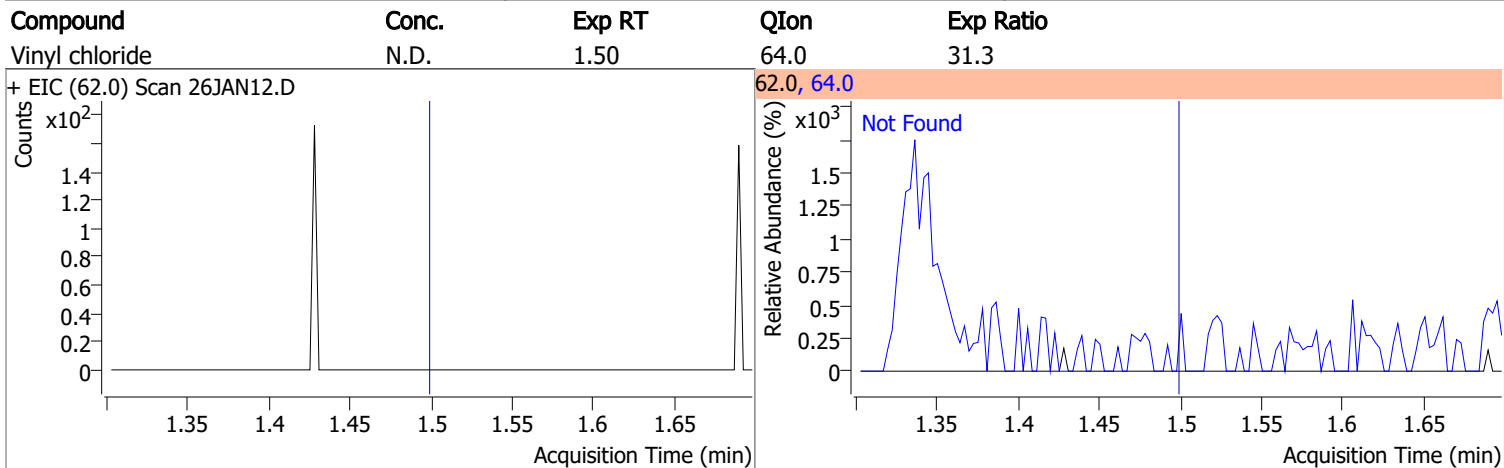 Compound Conc. Exp RT QIon Exp Ratio
Vinyl chloride N.D. 1.50 64.0 31.3
+ EIC (62.0) Scan 26JAN12.D
Counts
x10²
1.4
1.2
1
0.8
0.6
0.4
0.2
0
1.35 1.4 1.45 1.5 1.55 1.6 1.65
Acquisition Time (min)
62.0, 64.0
Relative Abundance (%)
x10³
Not Found
1.5
1.25
1
0.75
0.5
0.25
0
1.35 1.4 1.45 1.5 1.55 1.6 1.65
Acquisition Time (min)